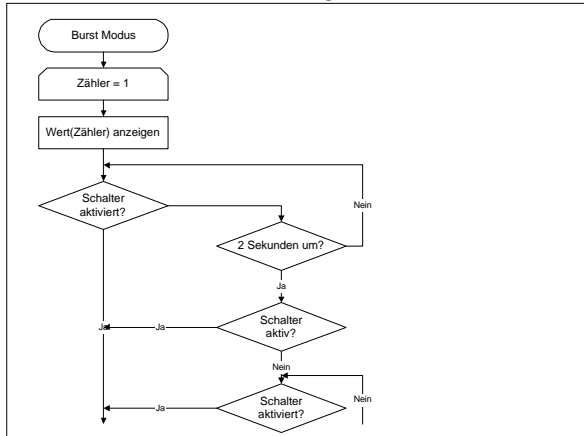 Burst Modus
Zähler = 1
Wert(Zähler) anzeigen
Schalter
aktiviert?
Nein
2 Sekunden um?
Ja
Schalter
aktiv?
Ja
Ja
Nein
Schalter
aktiviert?
Ja
Nein